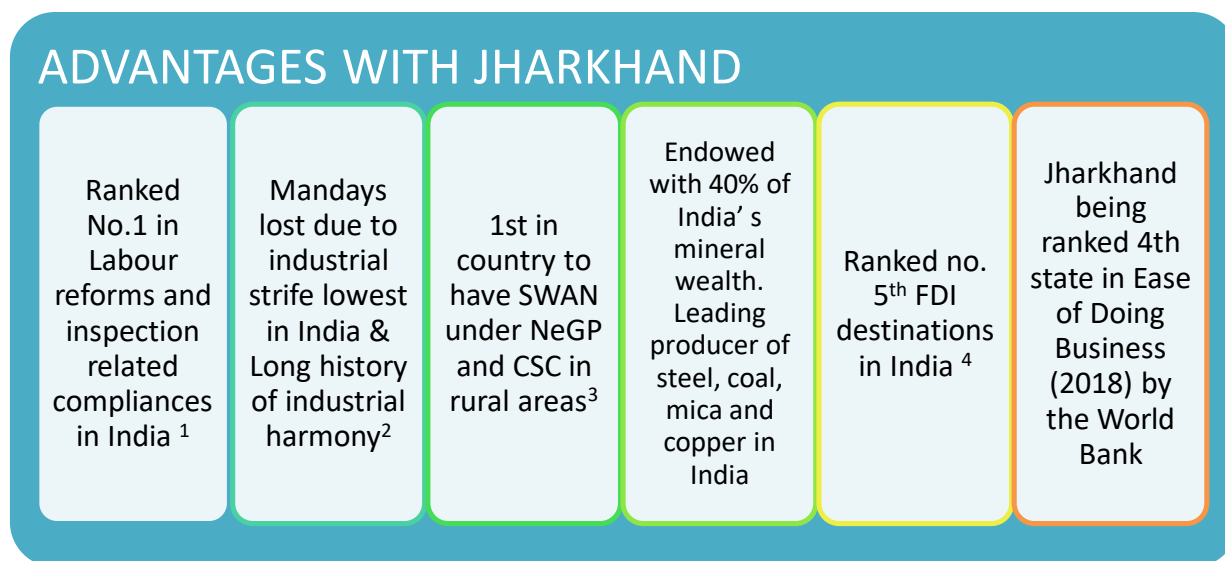 ADVANTAGES WITH JHARKHAND
Ranked
No.1 in
Labour
reforms and
inspection
related
compliances
in India ¹
Mandays
lost due to
industrial
strife lowest
in India &
Long history
of industrial
harmony²
1st in
country to
have SWAN
under NeGP
and CSC in
rural areas³
Endowed
with 40% of
India’ s
mineral
wealth.
Leading
producer of
steel, coal,
mica and
copper in
India
Ranked no.
5ᵗʰ FDI
destinations
in India ⁴
Jharkhand
being
ranked 4th
state in Ease
of Doing
Business
(2018) by
the World
Bank